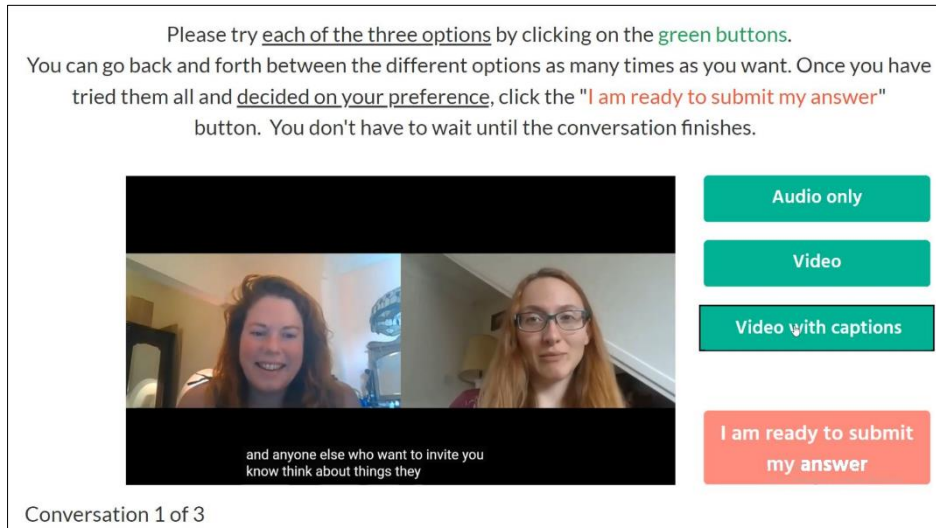 Please try each of the three options by clicking on the green buttons.
You can go back and forth between the different options as many times as you want. Once you have
tried them all and decided on your preference, click the "I am ready to submit my answer"
button. You don't have to wait until the conversation finishes.
Audio only
Video
Video with captions
and anyone else who want to invite you
know think about things they
I am ready to submit
my answer
Conversation 1 of 3